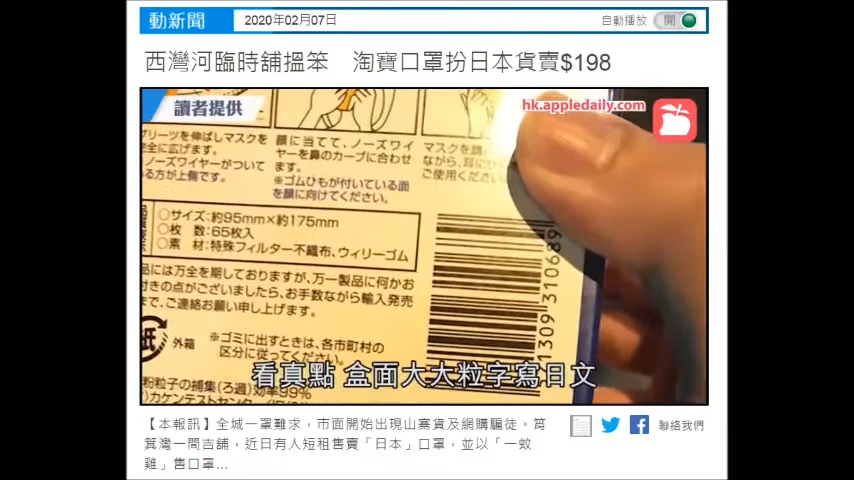 動新聞
2020年02月07日
自動播放 開
西灣河臨時舖搵笨 淘寶口罩扮日本貨賣$198
讀者提供
hk.appledaily.com
プリーツを伸ばしマスクを
全に広げます。
ノーズワイヤーがついて
る方が上側です。
顔に当てて、ノーズワイ
ヤーを鼻のカーブに合わせ
ます。
※ゴムひもが付いている面
を顔に向けてください。
マスクを顔
ながら、耳にひ
ご使用くださ
○サイズ:約95mm×約175mm
○枚 数:65枚入
○素 材:特殊フィルター不織布、ウィリーゴム
品には万全を期しておりますが、万一製品に何かお
付きの点がございましたら、お手数ながら輸入発売
まで、ご連絡お願い申し上げます。
紙
外箱
※ゴミに出すときは、各市町村の
区分に従ってください。
1309 310689
粉粒子の捕集(ろ過)効率99%
カケンテストセンター
看真點 盒面大大粒字寫日文
【本報訊】全城一罩難求，市面開始出現山寨貨及網購騙徒。筲
箕灣一間吉舖，近日有人短租售賣「日本」口罩，並以「一蚊
雞」售口罩...
聯絡我們